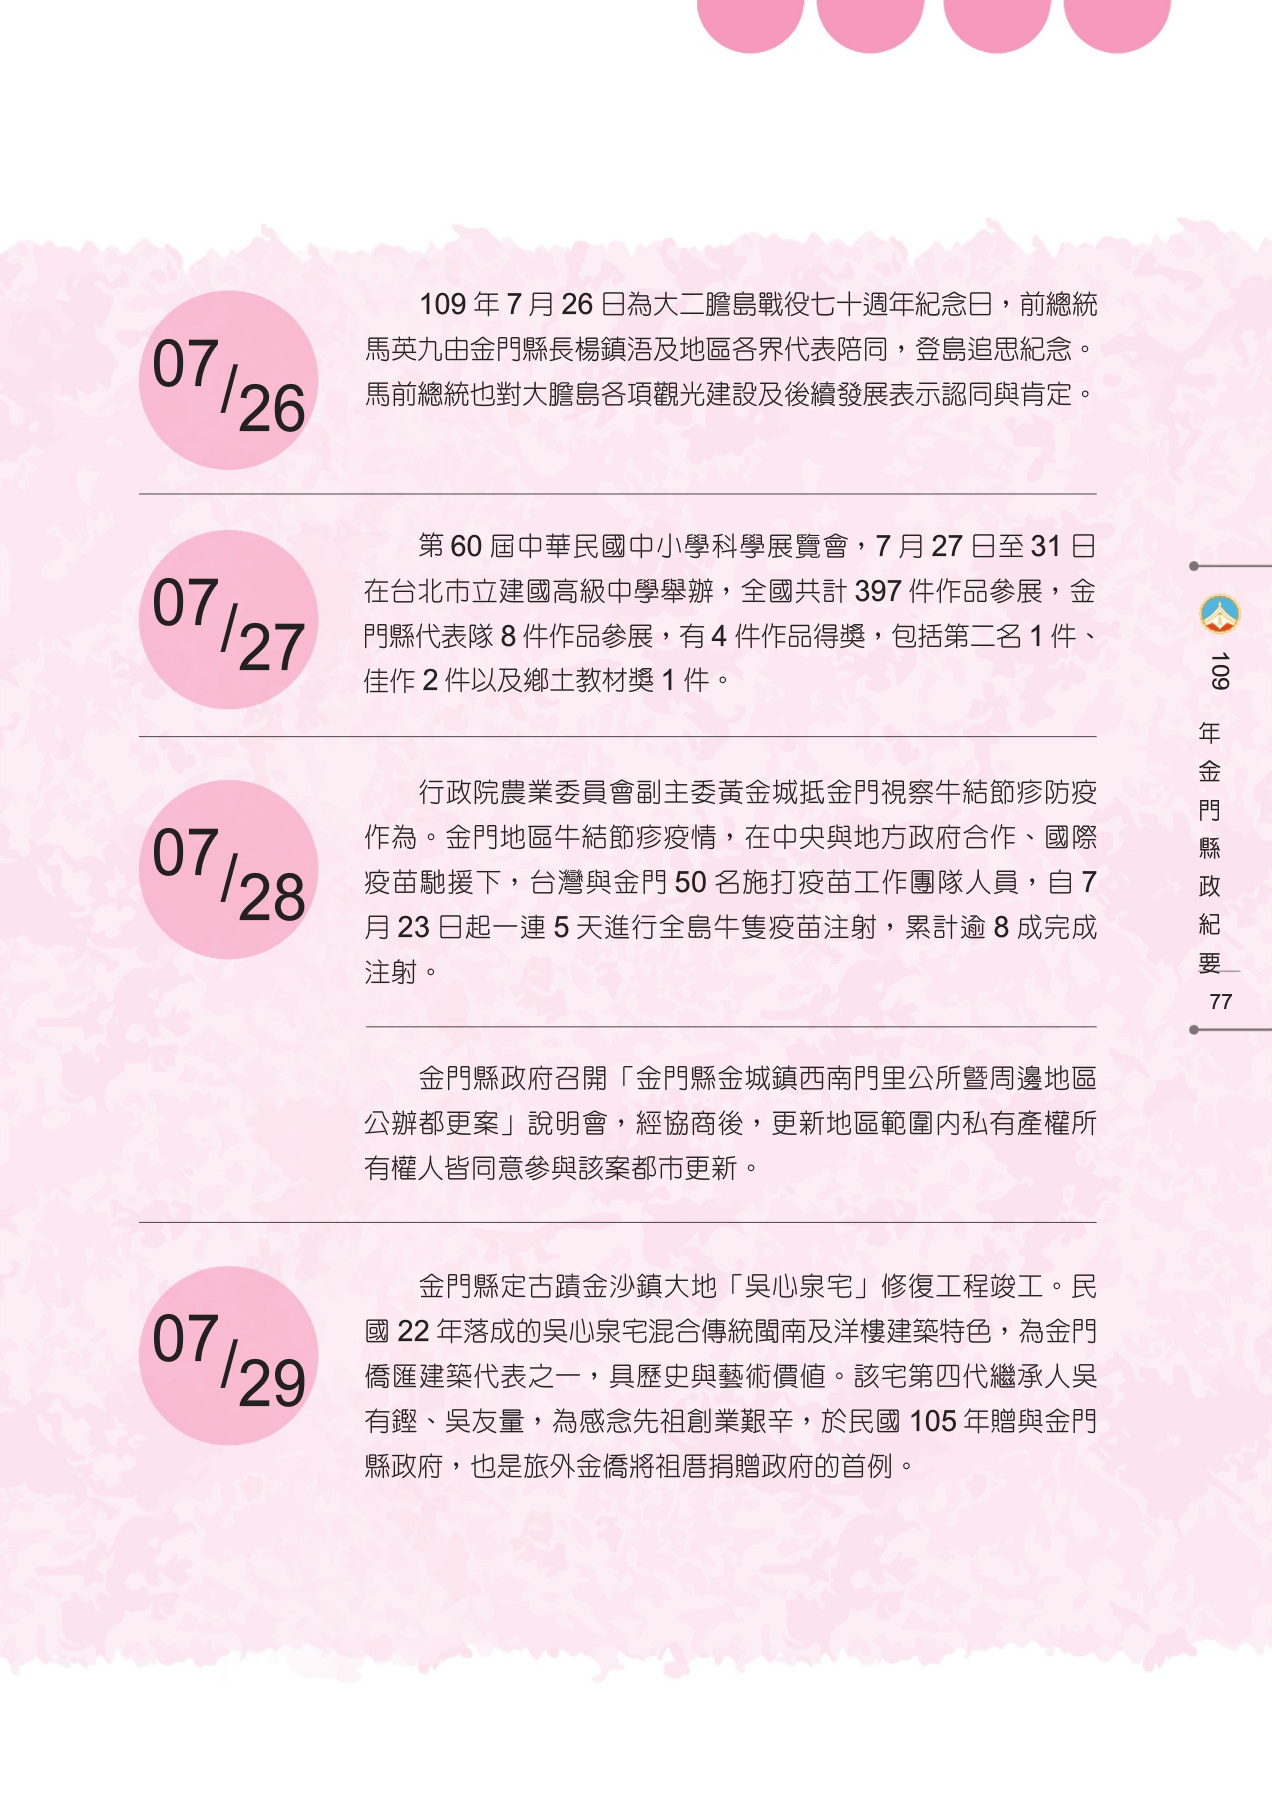 07/26
109 年 7 月 26 日為大二膽島戰役七十週年紀念日，前總統
馬英九由金門縣長楊鎮浯及地區各界代表陪同，登島追思紀念。
馬前總統也對大膽島各項觀光建設及後續發展表示認同與肯定。
07/27
第 60 屆中華民國中小學科學展覽會，7 月 27 日至 31 日
在台北市立建國高級中學舉辦，全國共計 397 件作品參展，金
門縣代表隊 8 件作品參展，有 4 件作品得獎，包括第二名 1 件、
佳作 2 件以及鄉土教材獎 1 件。
07/28
行政院農業委員會副主委黃金城抵金門視察牛結節疹防疫
作為。金門地區牛結節疹疫情，在中央與地方政府合作、國際
疫苗馳援下，台灣與金門 50 名施打疫苗工作團隊人員，自 7
月 23 日起一連 5 天進行全島牛隻疫苗注射，累計逾 8 成完成
注射。
金門縣政府召開「金門縣金城鎮西南門里公所暨周邊地區
公辦都更案」說明會，經協商後，更新地區範圍內私有產權所
有權人皆同意參與該案都市更新。
07/29
金門縣定古蹟金沙鎮大地「吳心泉宅」修復工程竣工。民
國 22 年落成的吳心泉宅混合傳統閩南及洋樓建築特色，為金門
僑匯建築代表之一，具歷史與藝術價值。該宅第四代繼承人吳
有鏗、吳友量，為感念先祖創業艱辛，於民國 105 年贈與金門
縣政府，也是旅外金僑將祖厝捐贈政府的首例。
109 年金門縣政紀要
77